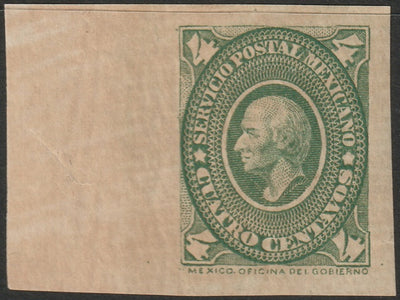 4 4
SERVICIO POSTAL MEXICANO
CUATRO CENTAVOS
4 4
MEXICO. OFICINA DEL GOBIERNO